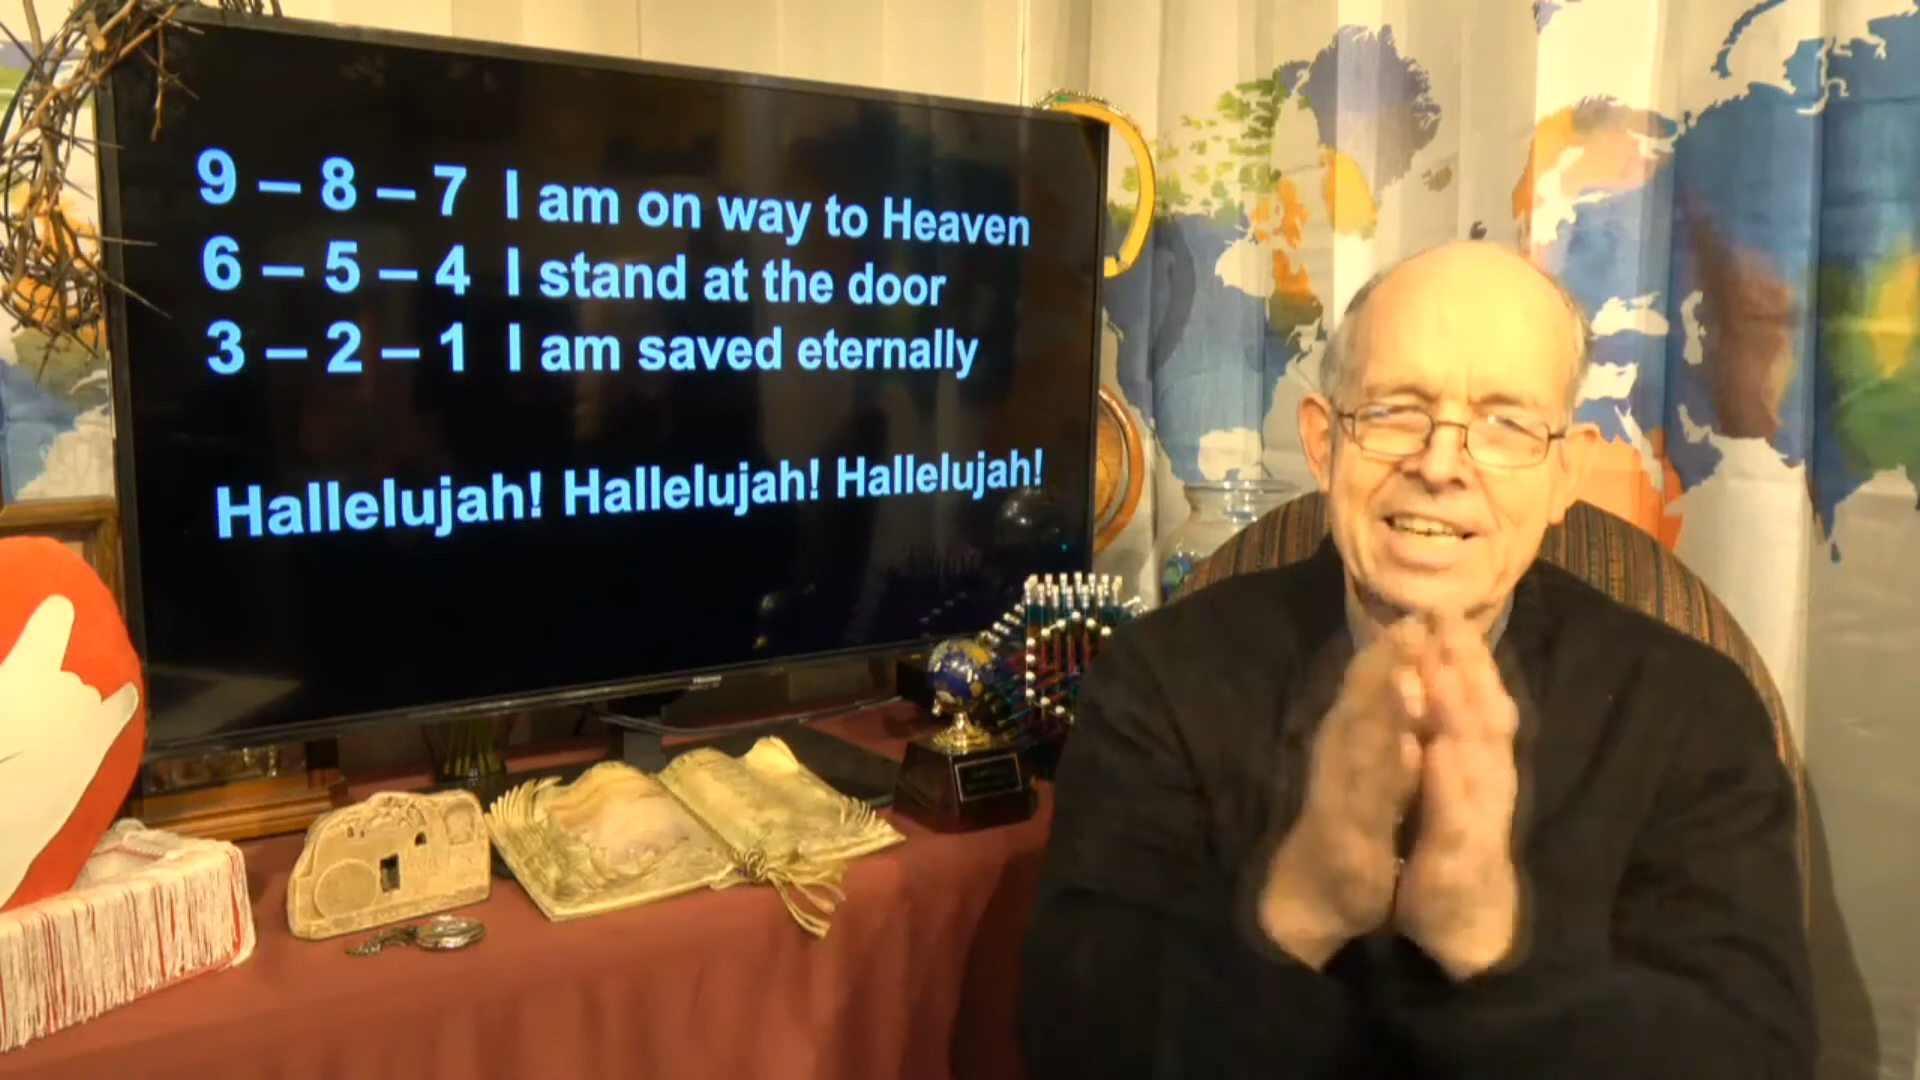 9 – 8 – 7 I am on way to Heaven
6 – 5 – 4 I stand at the door
3 – 2 – 1 I am saved eternally
Hallelujah! Hallelujah! Hallelujah!